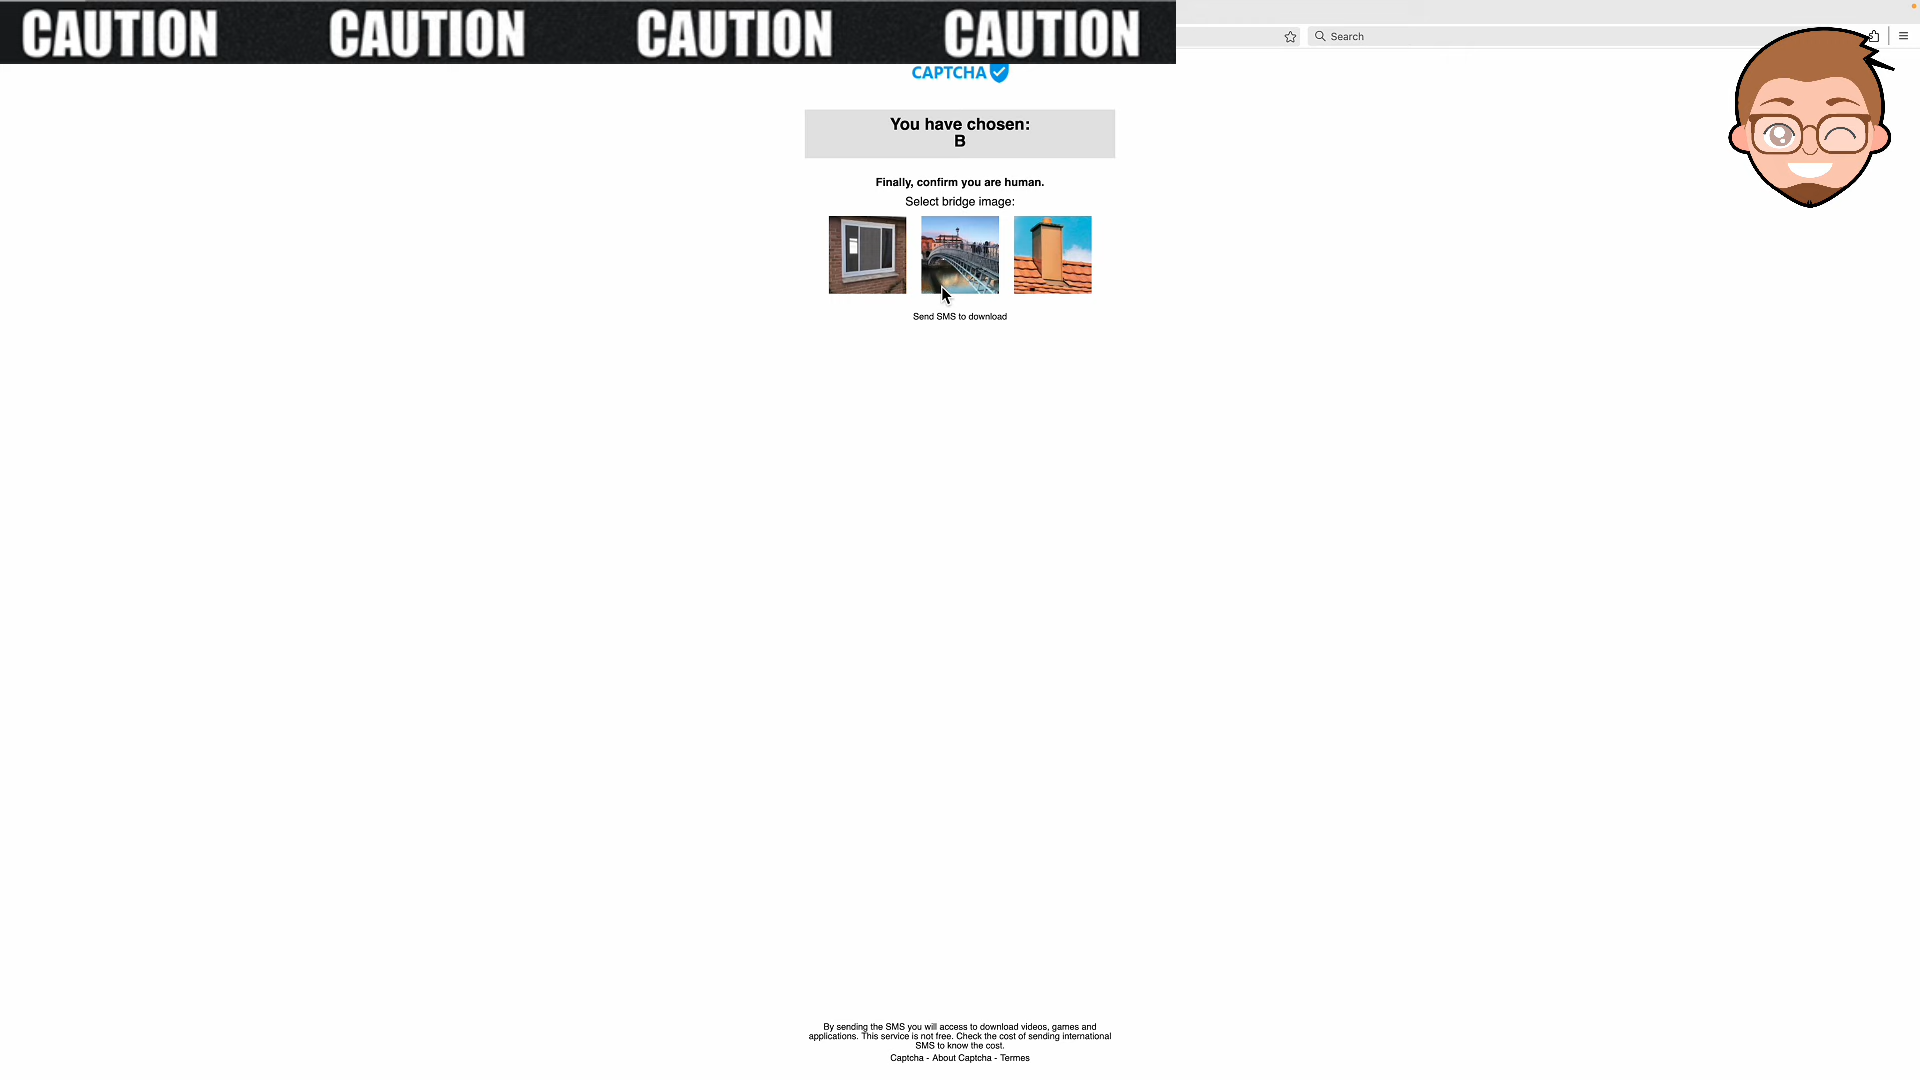 CAUTION CAUTION CAUTION CAUTION
Search
CAPTCHA
You have chosen:
B
Finally, confirm you are human.
Select bridge image:
Send SMS to download
By sending the SMS you will access to download videos, games and
applications. This service is not free. Check the cost of sending international
SMS to know the cost.
Captcha - About Captcha - Termes